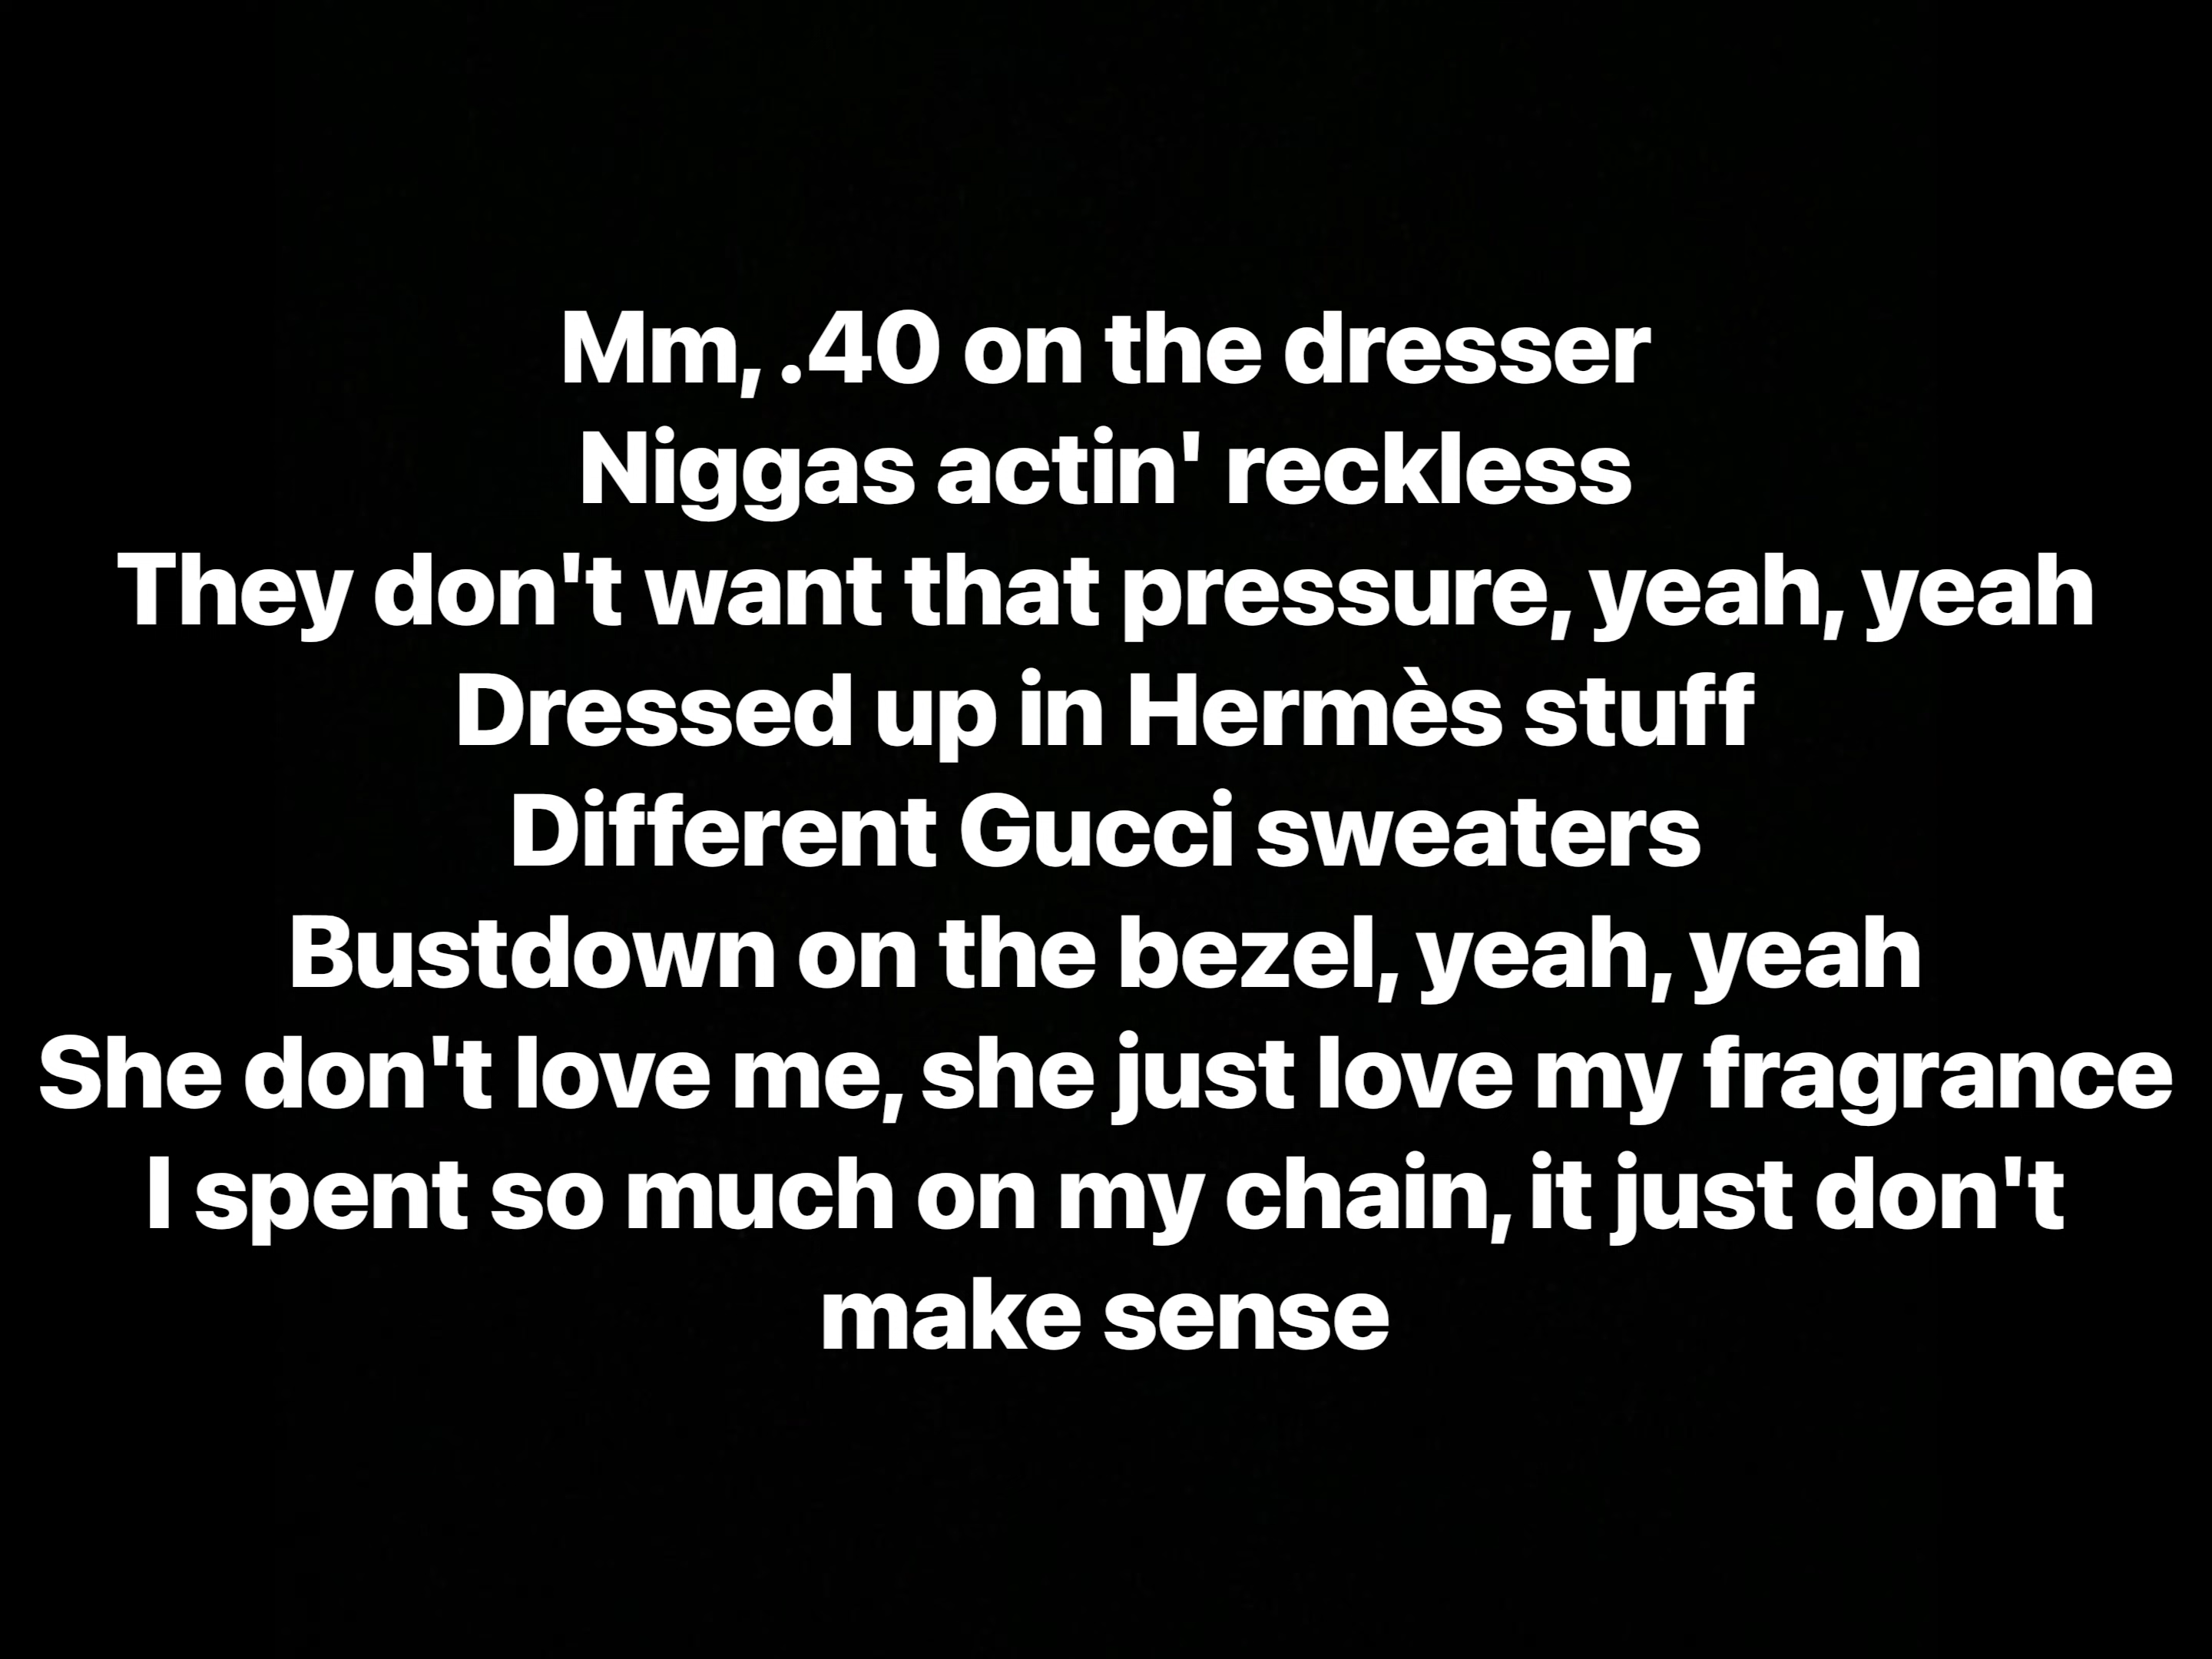 Mm, .40 on the dresser
Niggas actin' reckless
They don't want that pressure, yeah, yeah
Dressed up in Hermès stuff
Different Gucci sweaters
Bustdown on the bezel, yeah, yeah
She don't love me, she just love my fragrance
I spent so much on my chain, it just don't
make sense